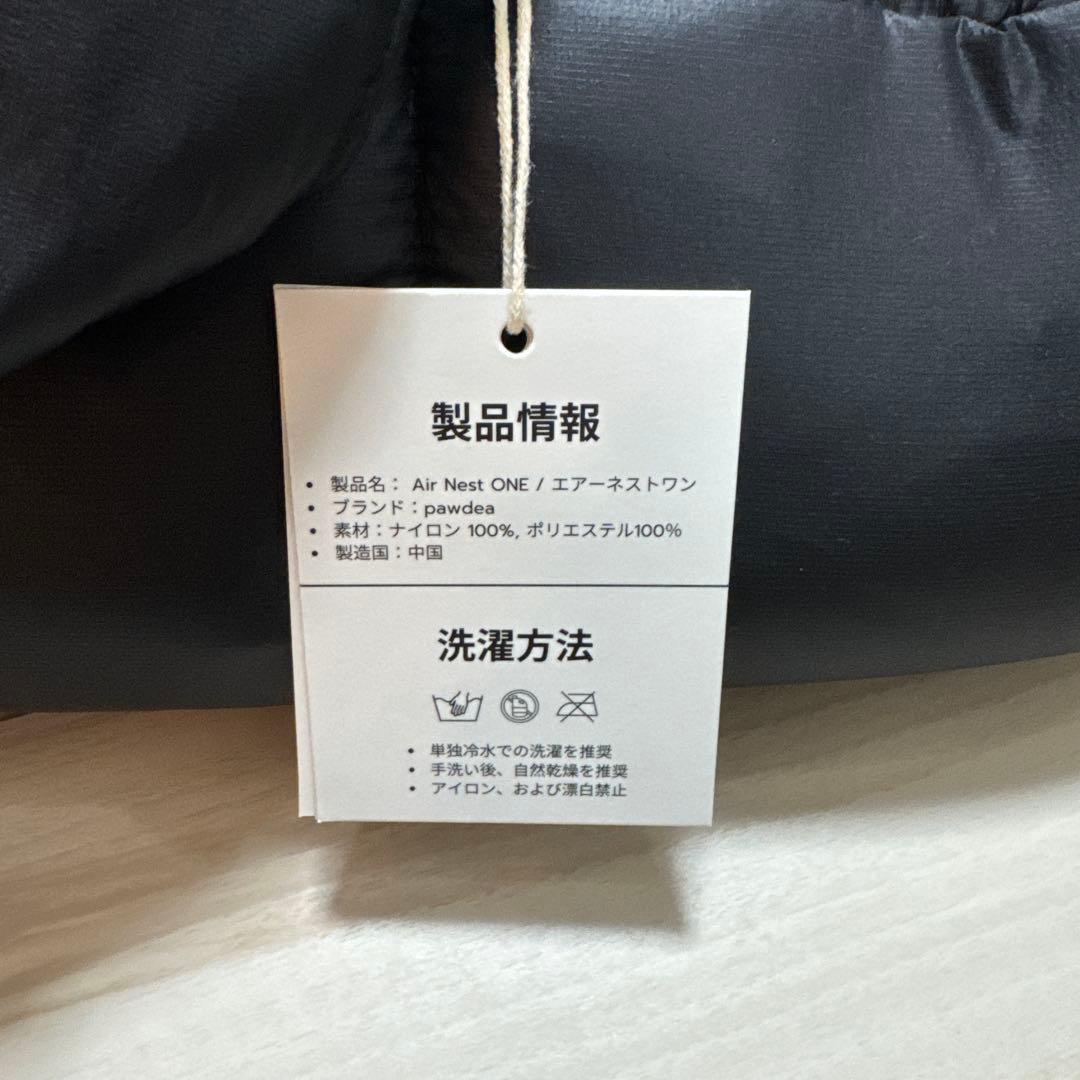 製品情報
• 製品名： Air Nest ONE / エアーネストワン
• ブランド：pawdea
• 素材：ナイロン 100%, ポリエステル100%
• 製造国：中国
洗濯方法
• 単独冷水での洗濯を推奨
• 手洗い後、自然乾燥を推奨
• アイロン、および漂白禁止